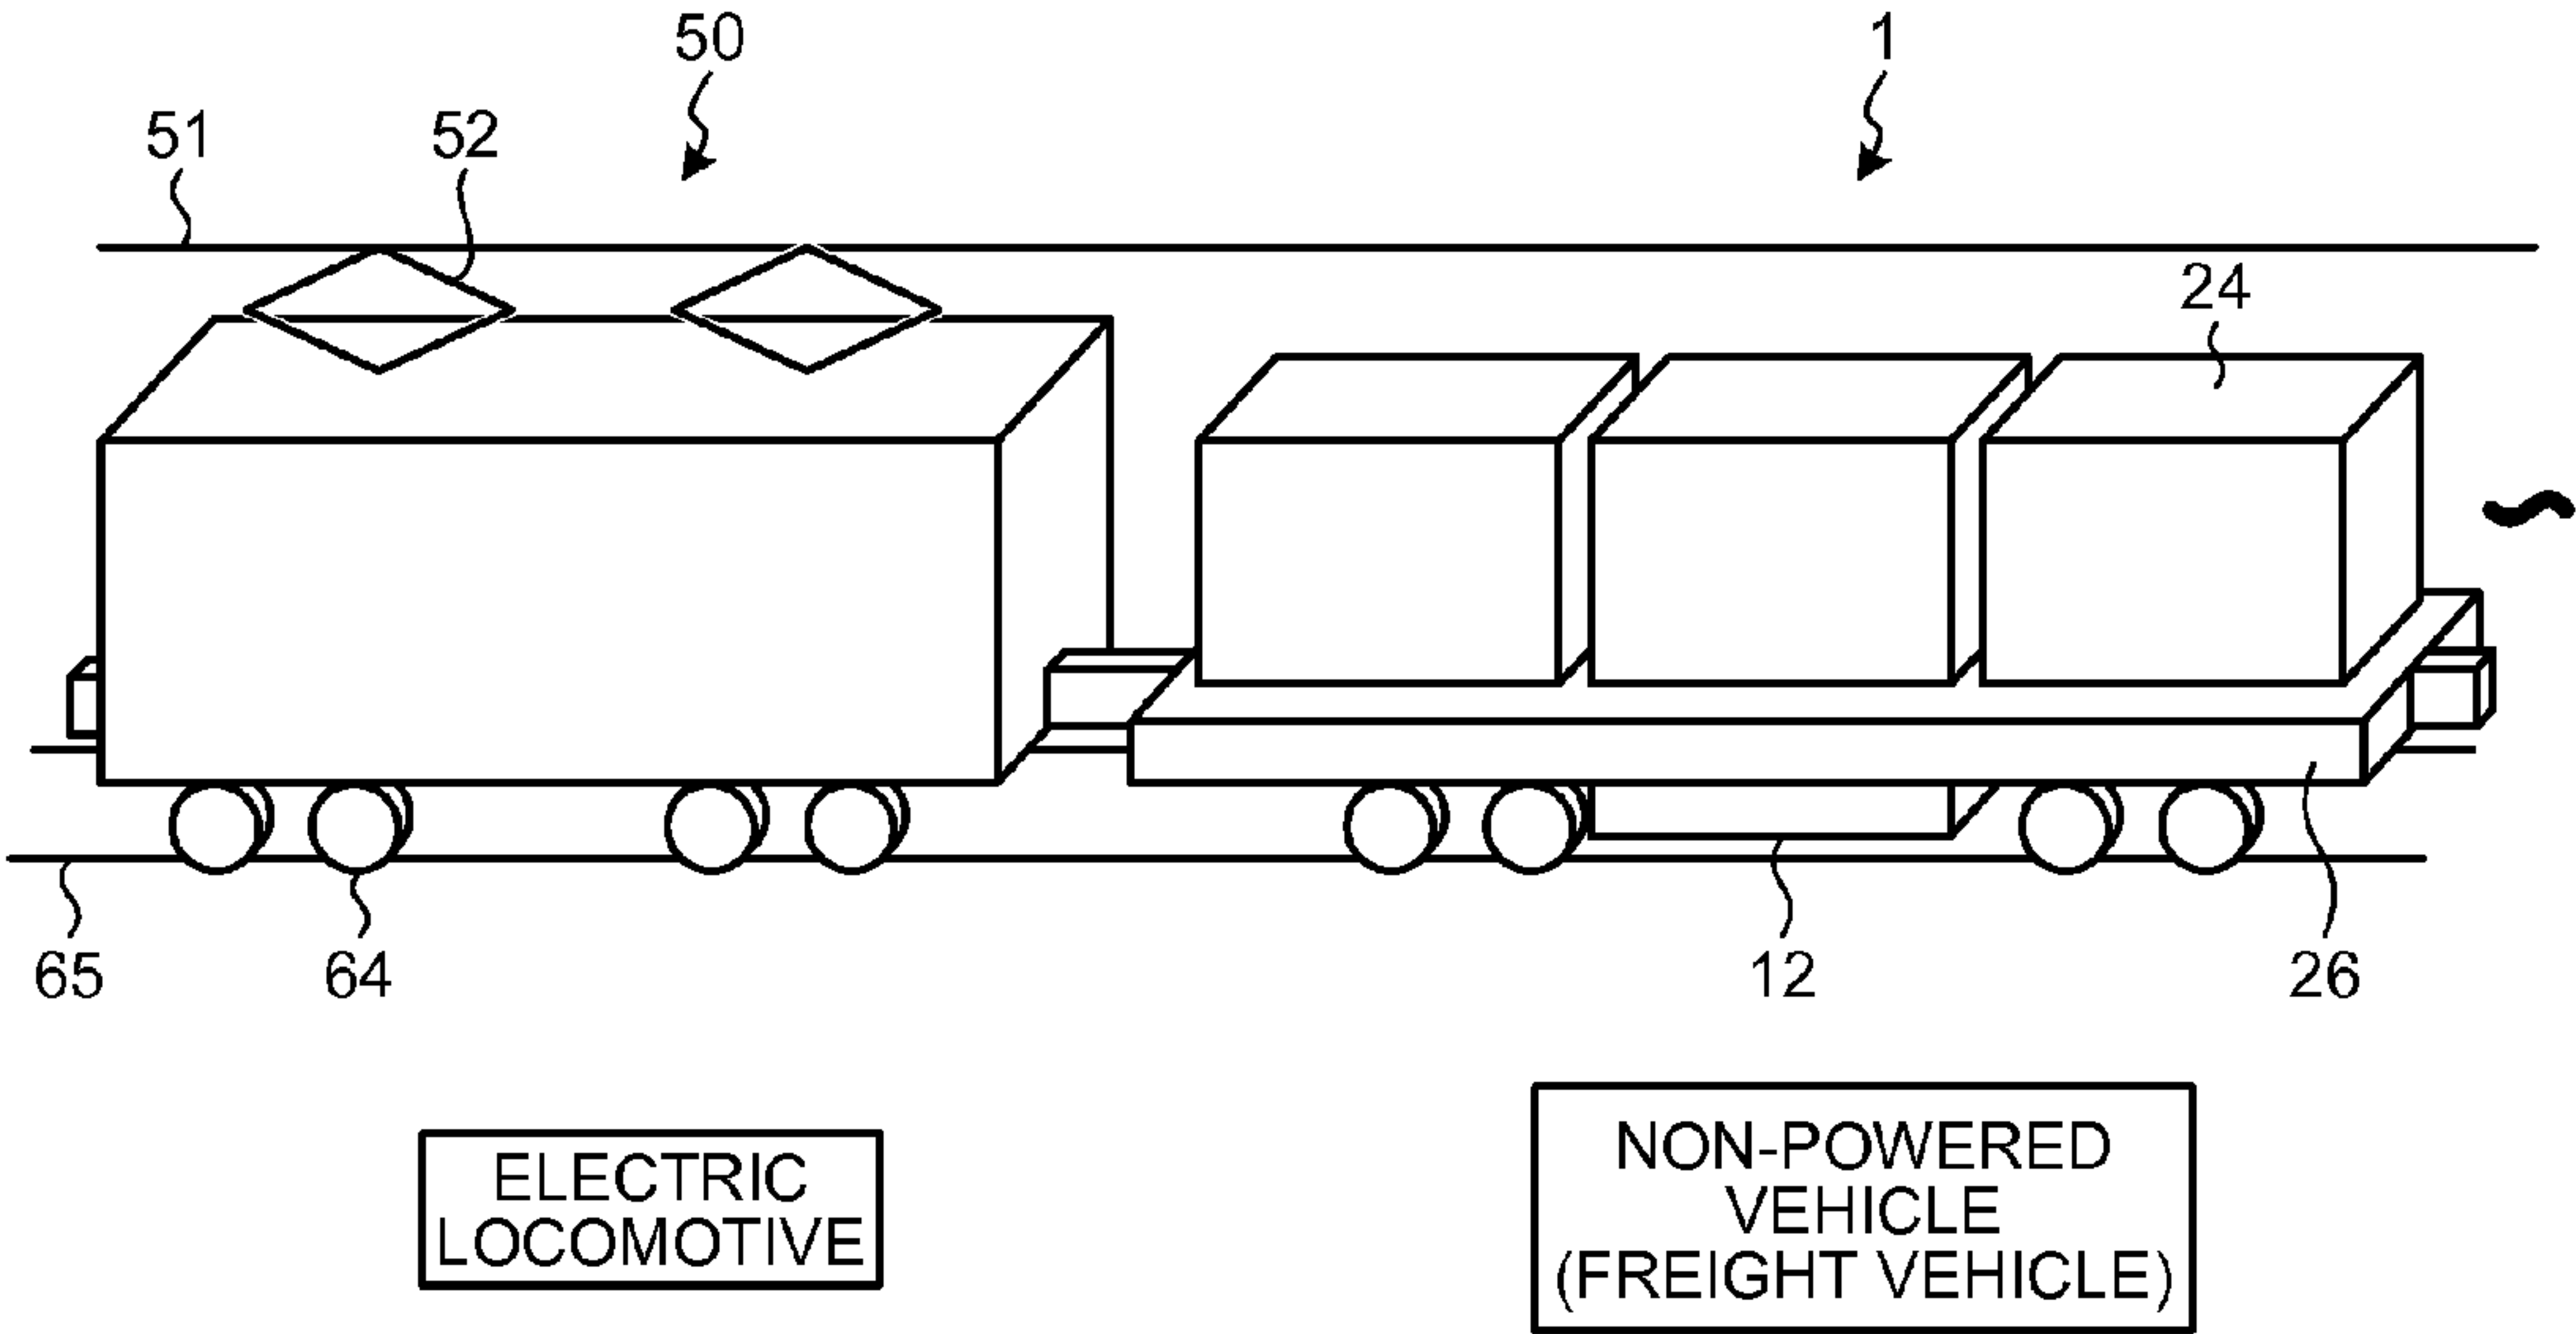 50
1
51
52
24
65
64
12
26
ELECTRIC
LOCOMOTIVE
NON-POWERED
VEHICLE
(FREIGHT VEHICLE)